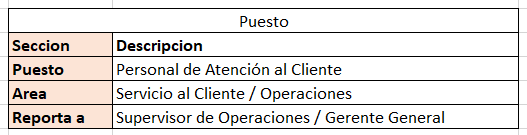 Puesto
Seccion Descripcion
Puesto Personal de Atención al Cliente
Area Servicio al Cliente / Operaciones
Reporta a Supervisor de Operaciones / Gerente General